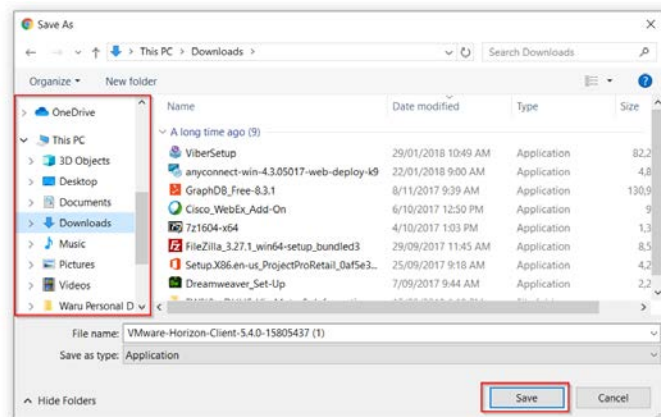 Save As
This PC > Downloads >
Search Downloads
Organize
New folder
OneDrive
This PC
3D Objects
Desktop
Documents
Downloads
Music
Pictures
Videos
Waru Personal D
Name Date modified Type Size
A long time ago (9)
ViberSetup 29/01/2018 10:49 AM Application 82,2
anyconnect-win-4.3.05017-web-deploy-k9 22/01/2018 9:00 AM Application 4,8
GraphDB_Free-8.3.1 8/11/2017 9:39 AM Application 130,9
Cisco_WebEx_Add-On 6/10/2017 12:50 PM Application 9
7z1604-x64 4/10/2017 1:03 PM Application 1,3
FileZilla_3.27.1_win64-setup_bundled3 29/09/2017 11:45 AM Application 8,5
Setup.X86.en-us_ProjectProRetail_0af5e3... 25/09/2017 9:18 AM Application 4,2
Dreamweaver_Set-Up 7/09/2017 9:44 AM Application 2,2
File name: VMware-Horizon-Client-5.4.0-15805437 (1)
Save as type: Application
Hide Folders
Save
Cancel